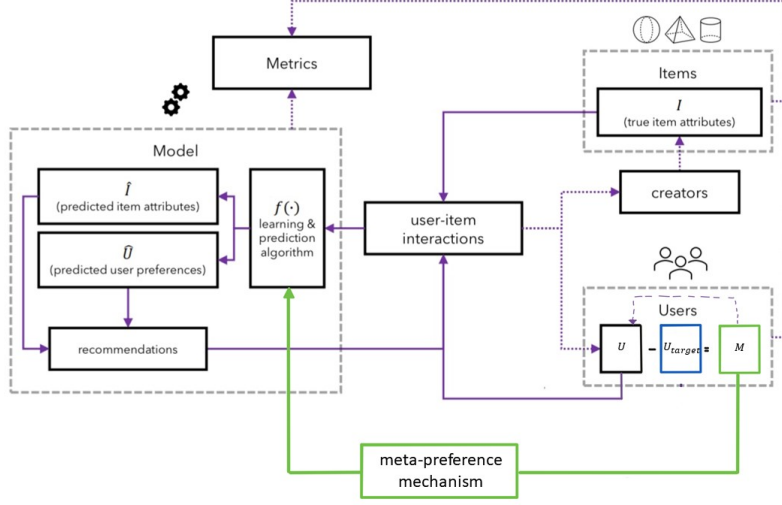 Metrics
Items
I
(true item attributes)
Model
Î
(predicted item attributes)
f(·)
learning &
prediction
algorithm
Û
(predicted user preferences)
user-item
interactions
creators
recommendations
Users
U - U_target = M
meta-preference
mechanism